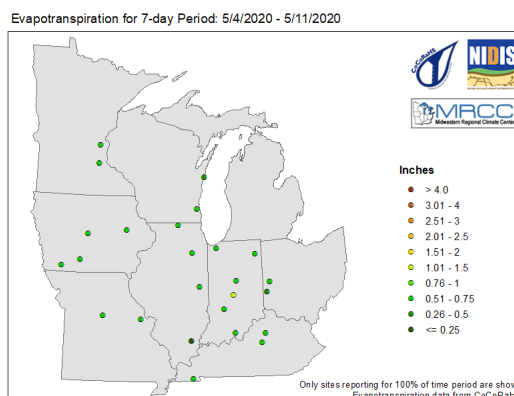 Evapotranspiration for 7-day Period: 5/4/2020 - 5/11/2020
CoCoRaHS
NIDIS
MRCC
Midwestern Regional Climate Center
Inches
> 4.0
3.01 - 4
2.51 - 3
2.01 - 2.5
1.51 - 2
1.01 - 1.5
0.76 - 1
0.51 - 0.75
0.26 - 0.5
<= 0.25
Only sites reporting for 100% of time period are show
Evapotranspiration data from CoCoRaH